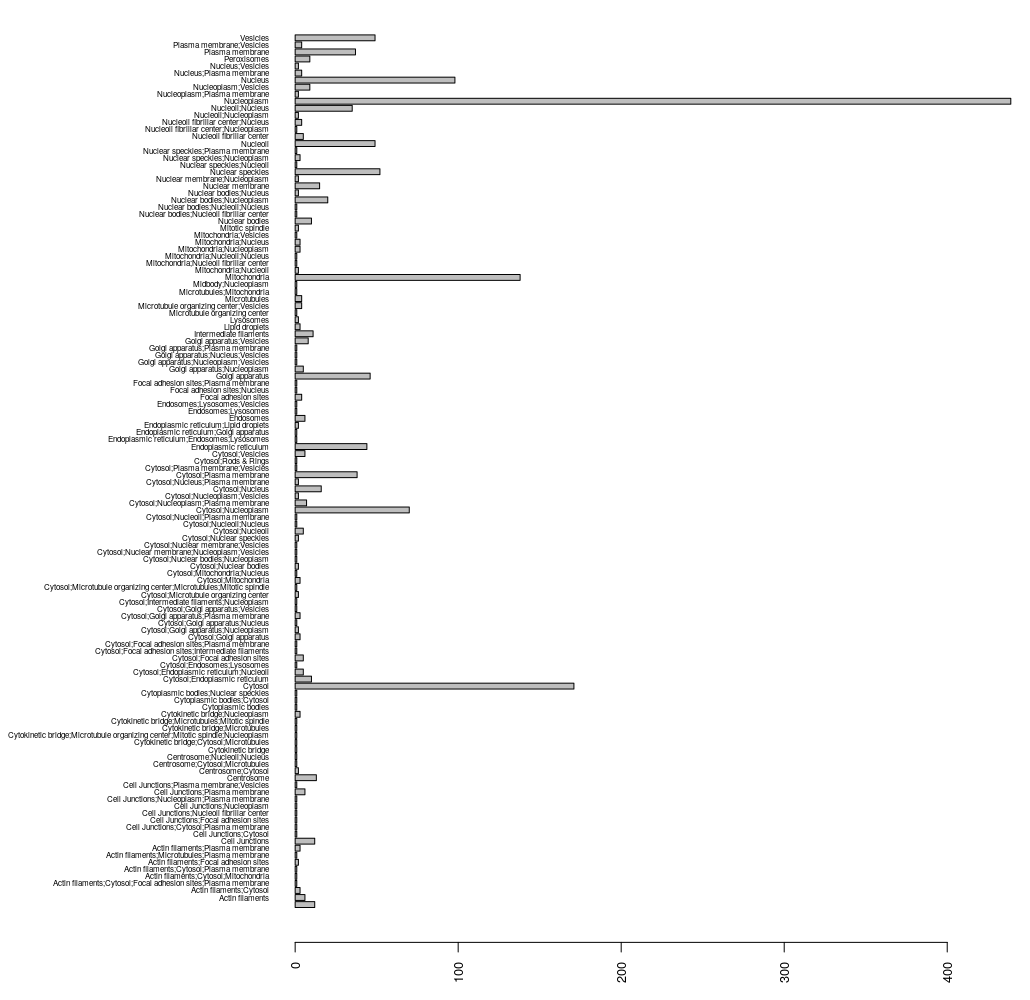 Vesicles
Plasma membrane;Vesicles
Plasma membrane
Peroxisomes
Nucleus;Vesicles
Nucleus;Plasma membrane
Nucleus
Nucleoplasm;Vesicles
Nucleoplasm;Plasma membrane
Nucleoplasm
Nucleoli;Nucleus
Nucleoli;Nucleoplasm
Nucleoli fibrillar center;Nucleus
Nucleoli fibrillar center;Nucleoplasm
Nucleoli fibrillar center
Nucleoli
Nuclear speckles;Plasma membrane
Nuclear speckles;Nucleoplasm
Nuclear speckles;Nucleoli
Nuclear speckles
Nuclear membrane;Nucleoplasm
Nuclear membrane
Nuclear bodies;Nucleus
Nuclear bodies;Nucleoplasm
Nuclear bodies;Nucleoli;Nucleus
Nuclear bodies;Nucleoli fibrillar center
Nuclear bodies
Mitotic spindle
Mitochondria;Vesicles
Mitochondria;Nucleus
Mitochondria;Nucleoplasm
Mitochondria;Nucleoli;Nucleus
Mitochondria;Nucleoli fibrillar center
Mitochondria;Nucleoli
Mitochondria
Midbody;Nucleoplasm
Microtubules;Mitochondria
Microtubules
Microtubule organizing center;Vesicles
Microtubule organizing center
Lysosomes
Lipid droplets
Intermediate filaments
Golgi apparatus;Vesicles
Golgi apparatus;Plasma membrane
Golgi apparatus;Nucleus;Vesicles
Golgi apparatus;Nucleoplasm;Vesicles
Golgi apparatus;Nucleoplasm
Golgi apparatus
Focal adhesion sites;Plasma membrane
Focal adhesion sites;Nucleus
Focal adhesion sites
Endosomes;Lysosomes;Vesicles
Endosomes;Lysosomes
Endosomes
Endoplasmic reticulum;Lipid droplets
Endoplasmic reticulum;Golgi apparatus
Endoplasmic reticulum;Endosomes;Lysosomes
Endoplasmic reticulum
Cytosol;Vesicles
Cytosol;Rods & Rings
Cytosol;Plasma membrane;Vesicles
Cytosol;Plasma membrane
Cytosol;Nucleus;Plasma membrane
Cytosol;Nucleus
Cytosol;Nucleoplasm;Vesicles
Cytosol;Nucleoplasm;Plasma membrane
Cytosol;Nucleoplasm
Cytosol;Nucleoli;Plasma membrane
Cytosol;Nucleoli;Nucleus
Cytosol;Nucleoli
Cytosol;Nuclear speckles
Cytosol;Nuclear membrane;Vesicles
Cytosol;Nuclear membrane;Nucleoplasm;Vesicles
Cytosol;Nuclear bodies;Nucleoplasm
Cytosol;Nuclear bodies
Cytosol;Mitochondria;Nucleus
Cytosol;Mitochondria
Cytosol;Microtubule organizing center;Microtubules;Mitotic spindle
Cytosol;Microtubule organizing center
Cytosol;Intermediate filaments;Nucleoplasm
Cytosol;Golgi apparatus;Vesicles
Cytosol;Golgi apparatus;Plasma membrane
Cytosol;Golgi apparatus;Nucleus
Cytosol;Golgi apparatus;Nucleoplasm
Cytosol;Golgi apparatus
Cytosol;Focal adhesion sites;Plasma membrane
Cytosol;Focal adhesion sites;Intermediate filaments
Cytosol;Focal adhesion sites
Cytosol;Endosomes;Lysosomes
Cytosol;Endoplasmic reticulum;Nucleoli
Cytosol;Endoplasmic reticulum
Cytosol
Cytoplasmic bodies;Nuclear speckles
Cytoplasmic bodies;Cytosol
Cytoplasmic bodies
Cytokinetic bridge;Nucleoplasm
Cytokinetic bridge;Microtubules;Mitotic spindle
Cytokinetic bridge;Microtubules
Cytokinetic bridge;Microtubule organizing center;Mitotic spindle;Nucleoplasm
Cytokinetic bridge;Cytosol;Microtubules
Cytokinetic bridge
Centrosome;Nucleoli;Nucleus
Centrosome;Cytosol;Microtubules
Centrosome;Cytosol
Centrosome
Cell Junctions;Plasma membrane;Vesicles
Cell Junctions;Plasma membrane
Cell Junctions;Nucleoplasm;Plasma membrane
Cell Junctions;Nucleoplasm
Cell Junctions;Nucleoli fibrillar center
Cell Junctions;Focal adhesion sites
Cell Junctions;Cytosol;Plasma membrane
Cell Junctions;Cytosol
Cell Junctions
Actin filaments;Plasma membrane
Actin filaments;Microtubules;Plasma membrane
Actin filaments;Focal adhesion sites
Actin filaments;Cytosol;Plasma membrane
Actin filaments;Cytosol;Mitochondria
Actin filaments;Cytosol;Focal adhesion sites;Plasma membrane
Actin filaments;Cytosol
Actin filaments
0
100
200
300
400